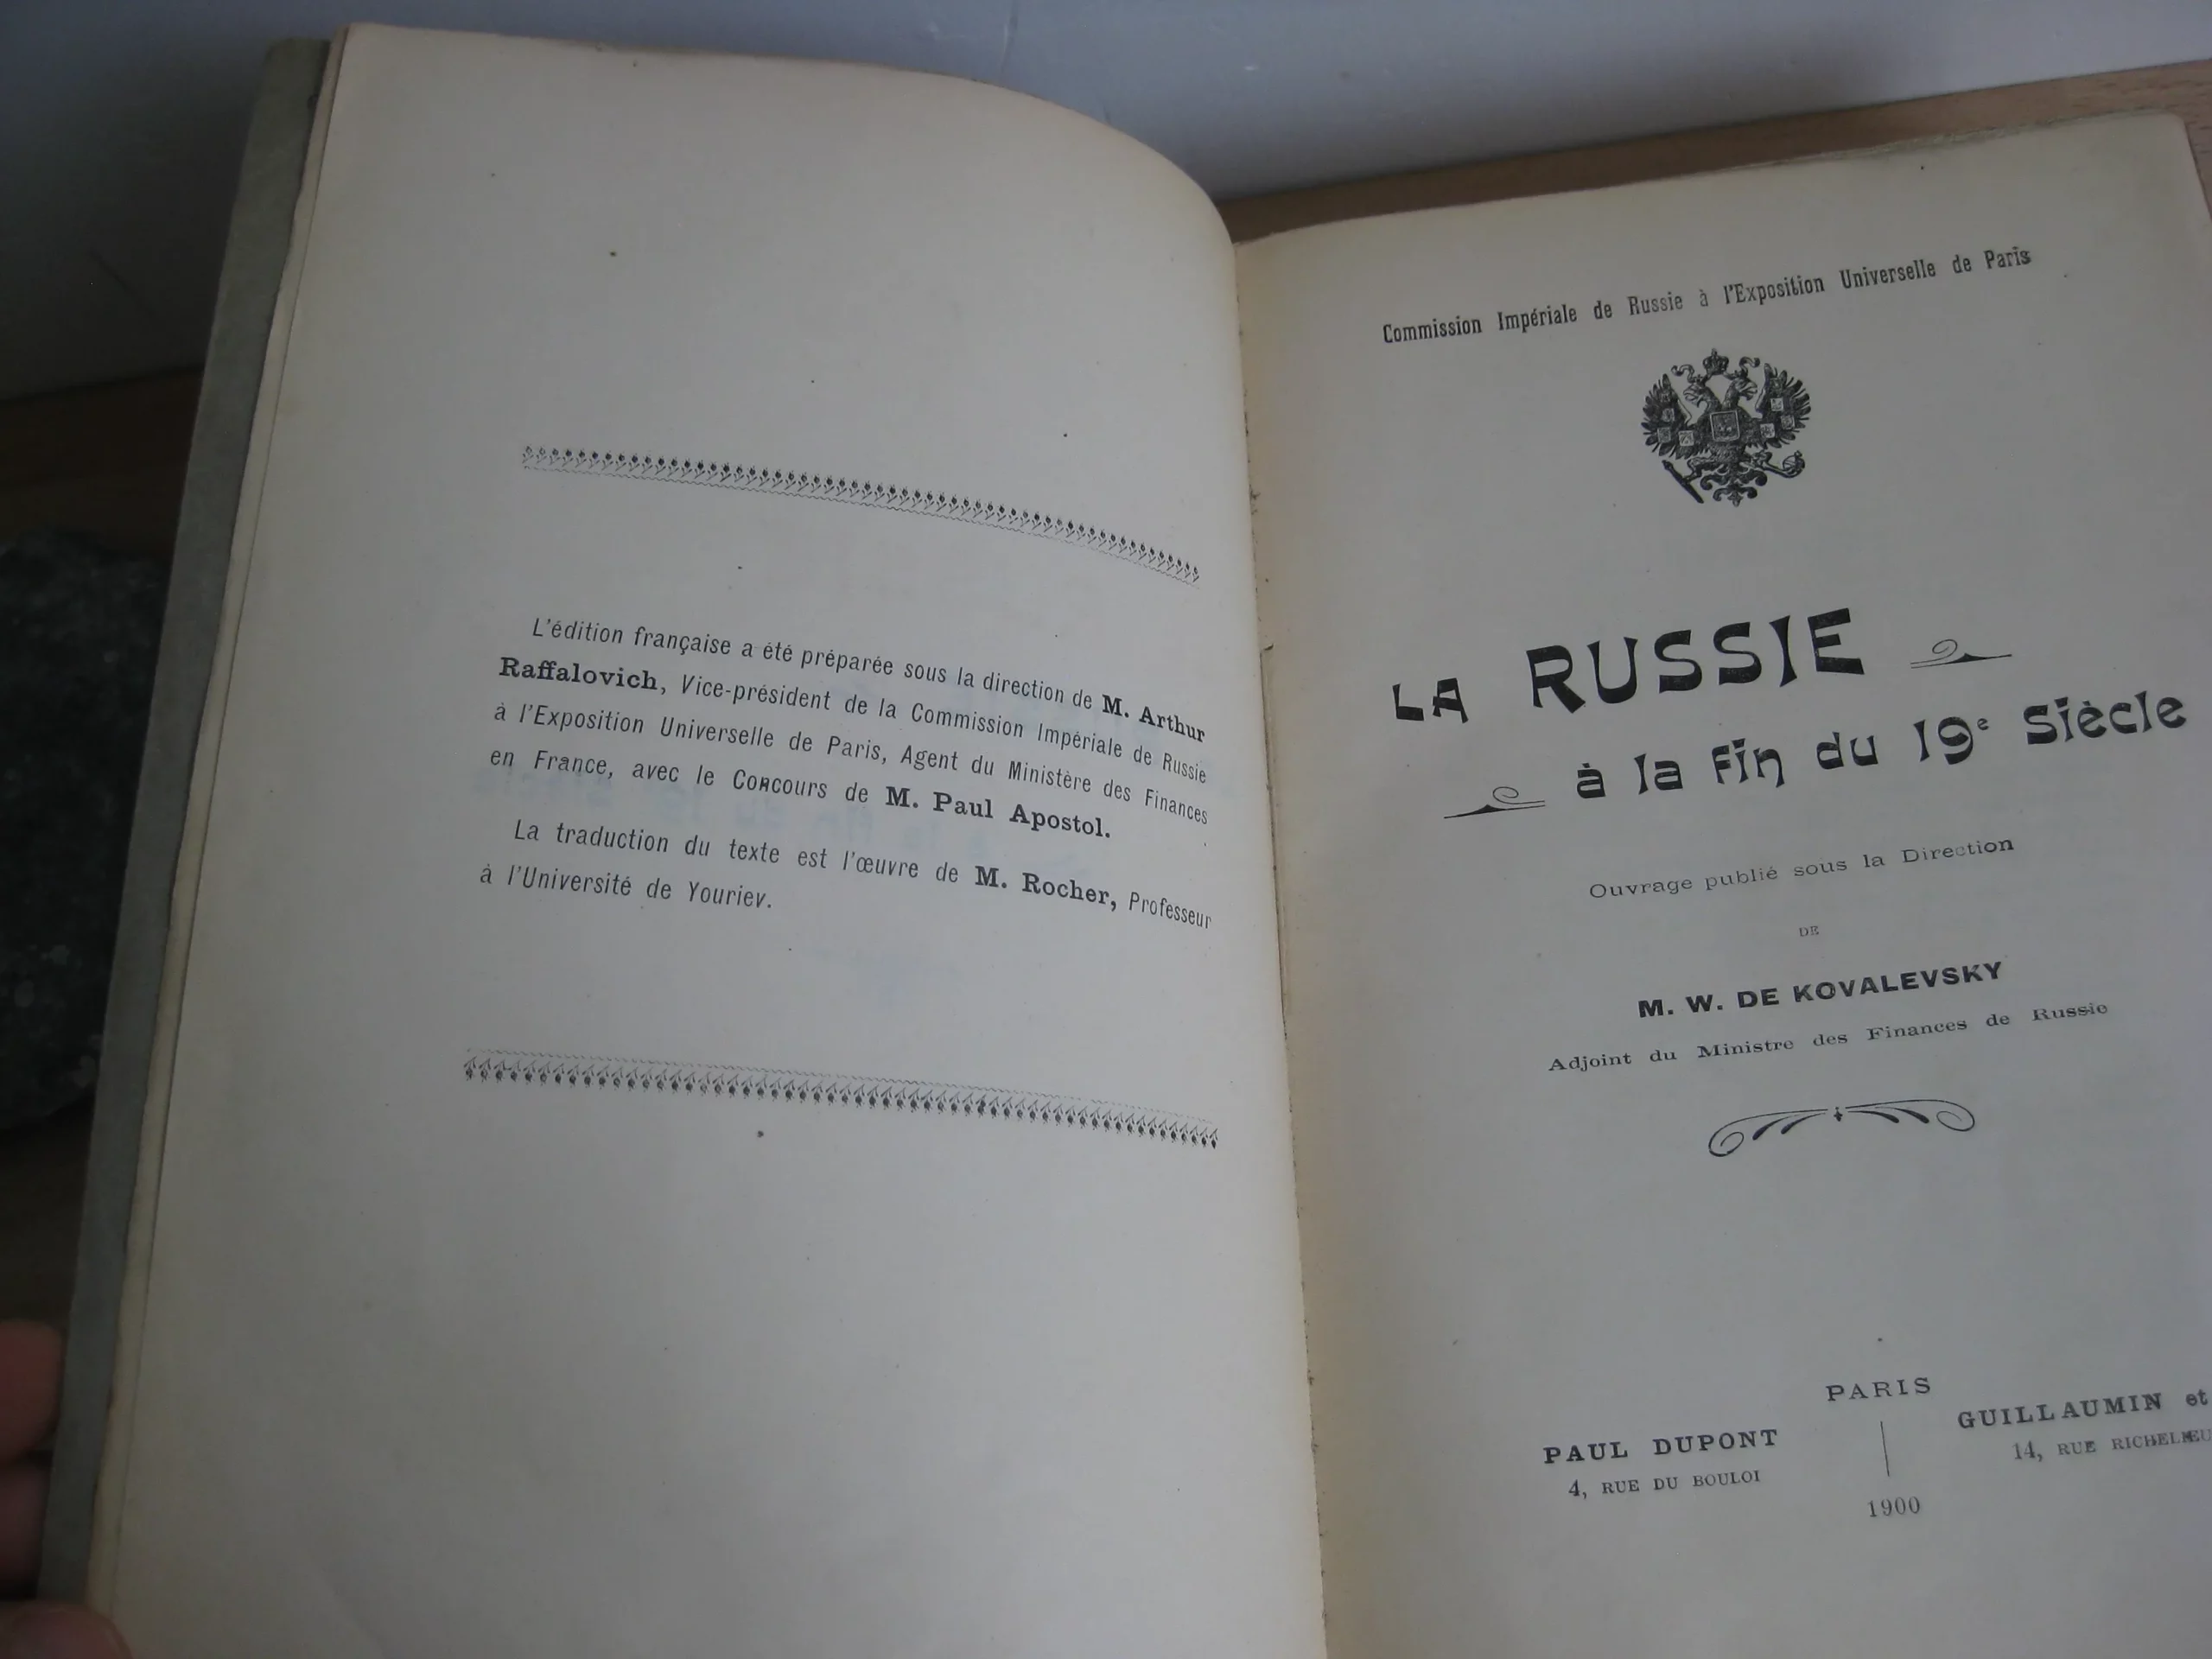 L'édition française a été préparée sous la direction de M. Arthur
Raffalovich, Vice-président de la Commission Impériale de Russie
à l'Exposition Universelle de Paris, Agent du Ministère des Finances
en France, avec le Concours de M. Paul Apostol.
La traduction du texte est l'œuvre de M. Rocher, Professeur
à l'Université de Youriev.
Commission Impériale de Russie à l'Exposition Universelle de Paris
LA RUSSIE
à la fin du 19e Siècle
Ouvrage publié sous la Direction
DE
M. W. DE KOVALEVSKY
Adjoint du Ministre des Finances de Russie
PARIS
PAUL DUPONT
4, RUE DU BOULOI
GUILLAUMIN et
14, RUE RICHELIEU
1900